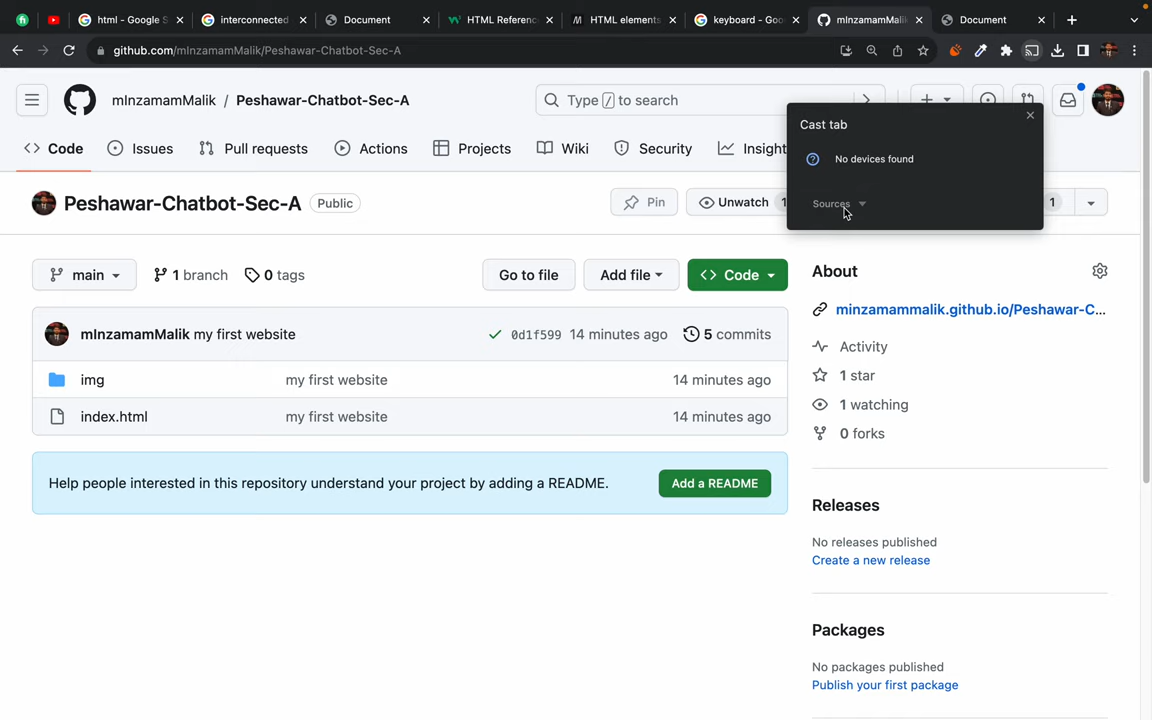 html - Google S
interconnected
Document
HTML Reference
HTML elements
keyboard - Goo
mInzamamMalik
Document
github.com/mInzamamMalik/Peshawar-Chatbot-Sec-A
mInzamamMalik / Peshawar-Chatbot-Sec-A
Type / to search
Cast tab
No devices found
Sources
Code
Issues
Pull requests
Actions
Projects
Wiki
Security
Insight
Peshawar-Chatbot-Sec-A
Public
Pin
Unwatch 1
1
main
1 branch
0 tags
Go to file
Add file
Code
mInzamamMalik my first website
0d1f599 14 minutes ago
5 commits
img my first website 14 minutes ago
index.html my first website 14 minutes ago
Help people interested in this repository understand your project by adding a README.
Add a README
About
minzamammalik.github.io/Peshawar-C...
Activity
1 star
1 watching
0 forks
Releases
No releases published
Create a new release
Packages
No packages published
Publish your first package